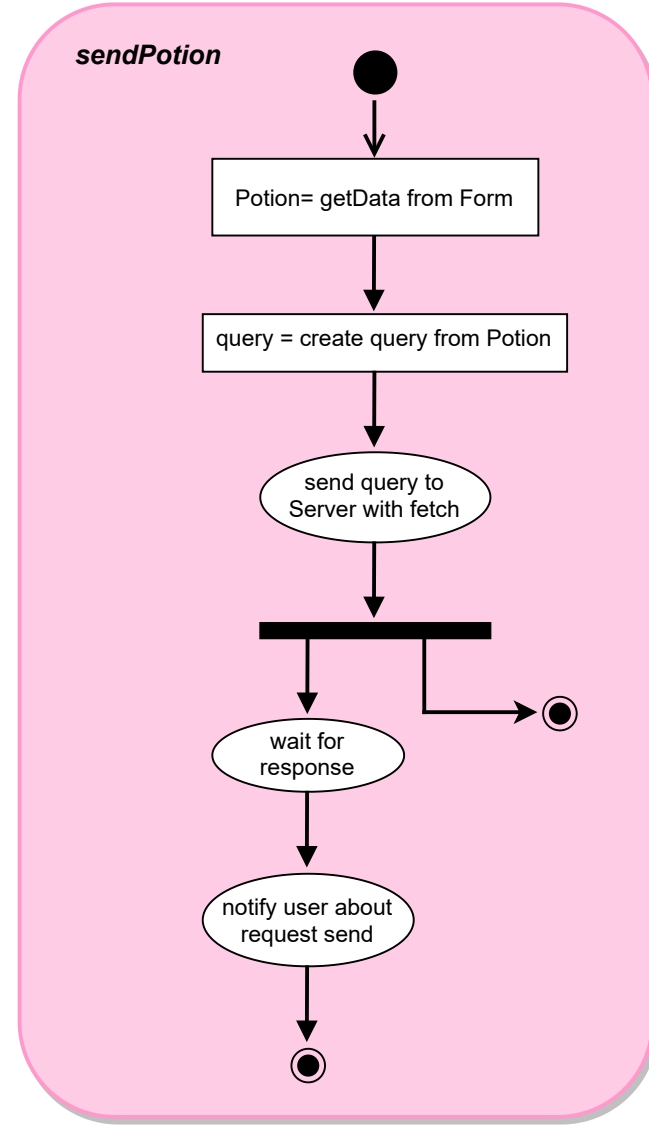 sendPotion
Potion= getData from Form
query = create query from Potion
send query to
Server with fetch
wait for
response
notify user about
request send